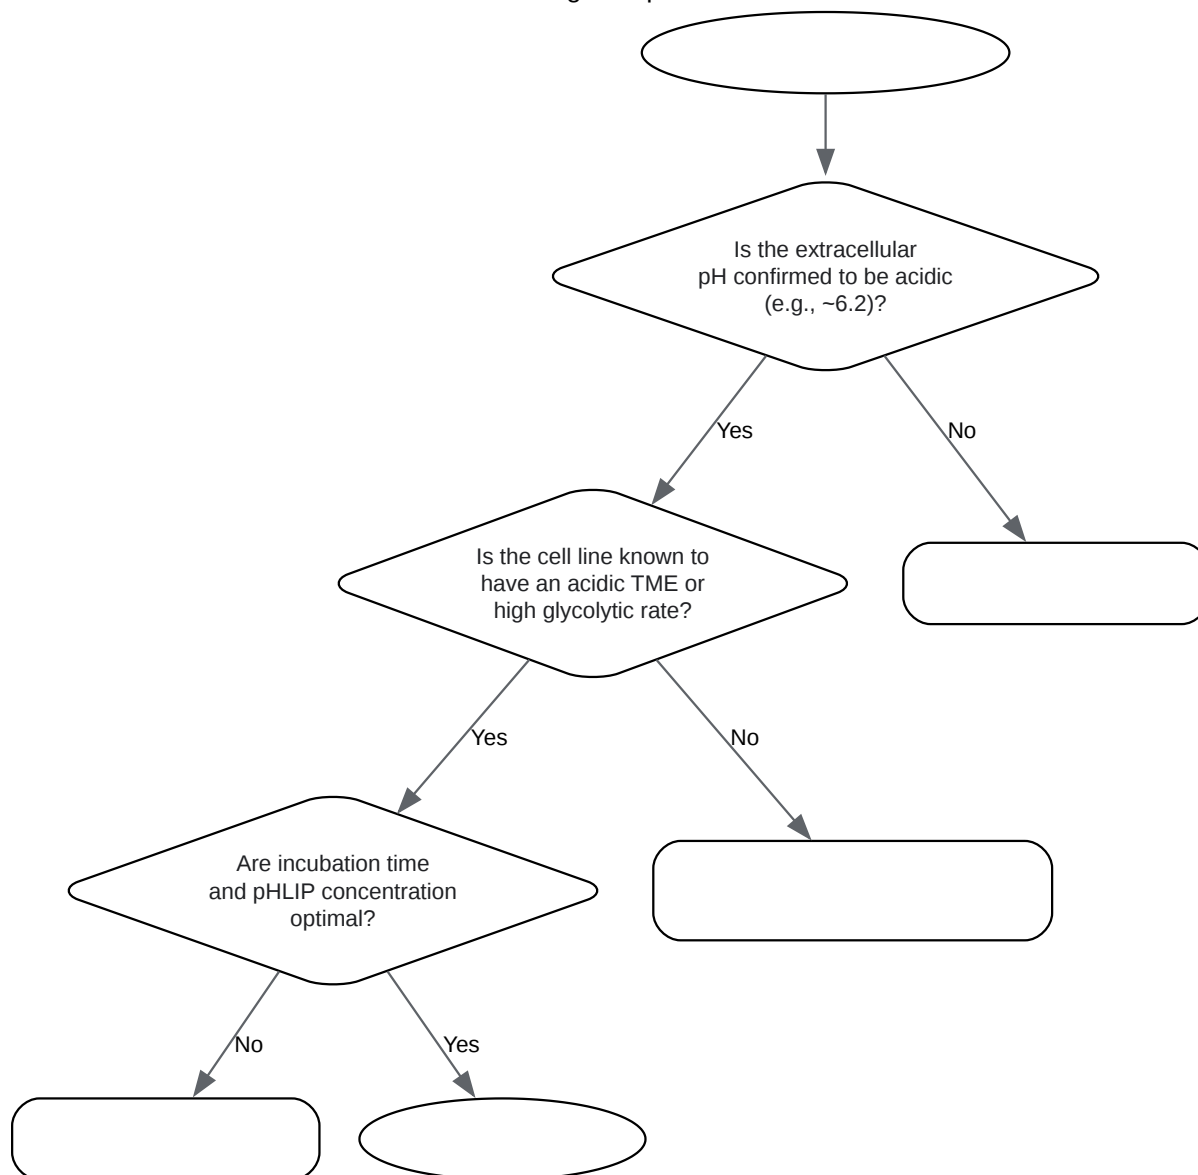 Is the extracellular
pH confirmed to be acidic
(e.g., ~6.2)?
Yes
No
Is the cell line known to
have an acidic TME or
high glycolytic rate?
Yes
No
Are incubation time
and pHLIP concentration
optimal?
No
Yes